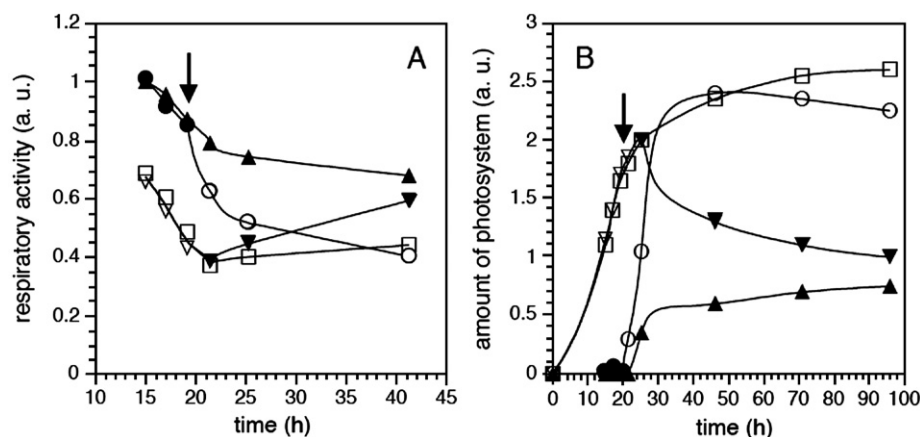 A
respiratory activity (a. u.)
1.2
1
0.8
0.6
0.4
0.2
0
10 15 20 25 30 35 40 45
time (h)
B
amount of photosystem (a. u.)
3
2.5
2
1.5
1
0.5
0
0 10 20 30 40 50 60 70 80 90 100
time (h)